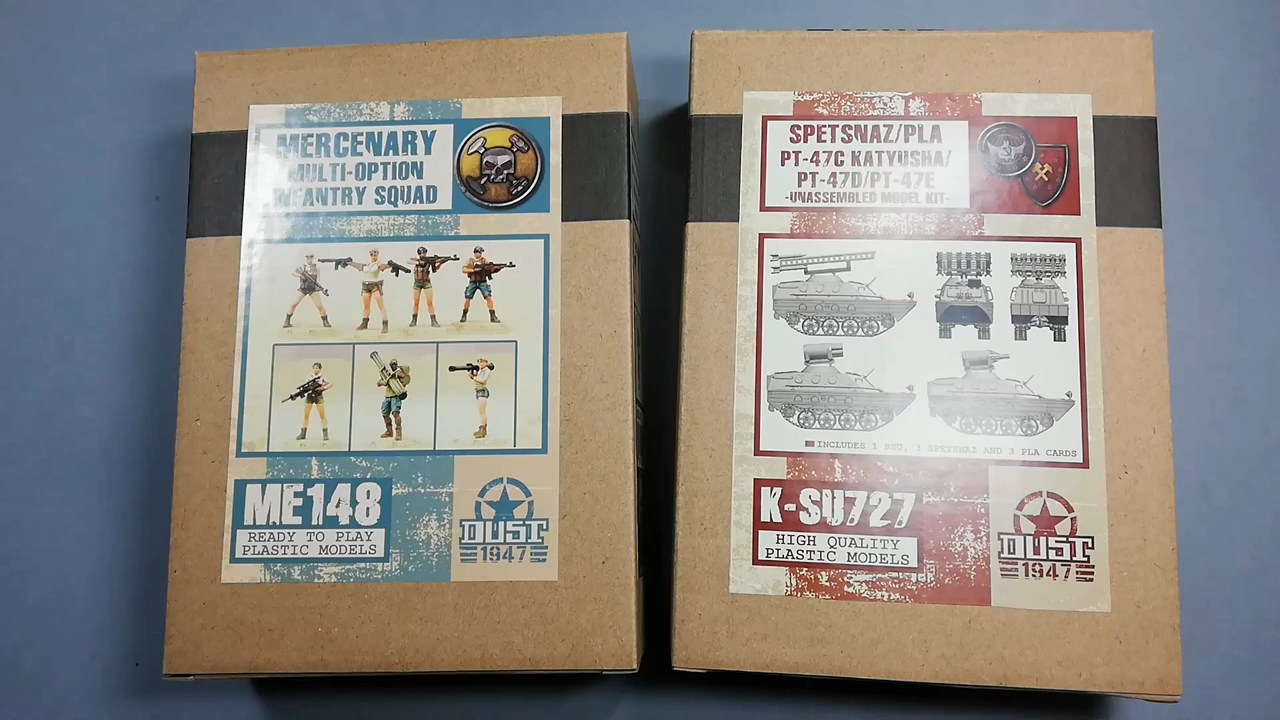 MERCENARY
MULTI-OPTION
INFANTRY SQUAD
ME148
READY TO PLAY
PLASTIC MODELS
DUST
1947
SPETSNAZ/PLA
PT-47C KATYUSHA/
PT-47D/PT-47E
-UNASSEMBLED MODEL KIT-
INCLUDES 1 BSU, 3 SPETSNAZ AND 3 PLA CARDS
K-SU727
HIGH QUALITY
PLASTIC MODELS
DUST
1947